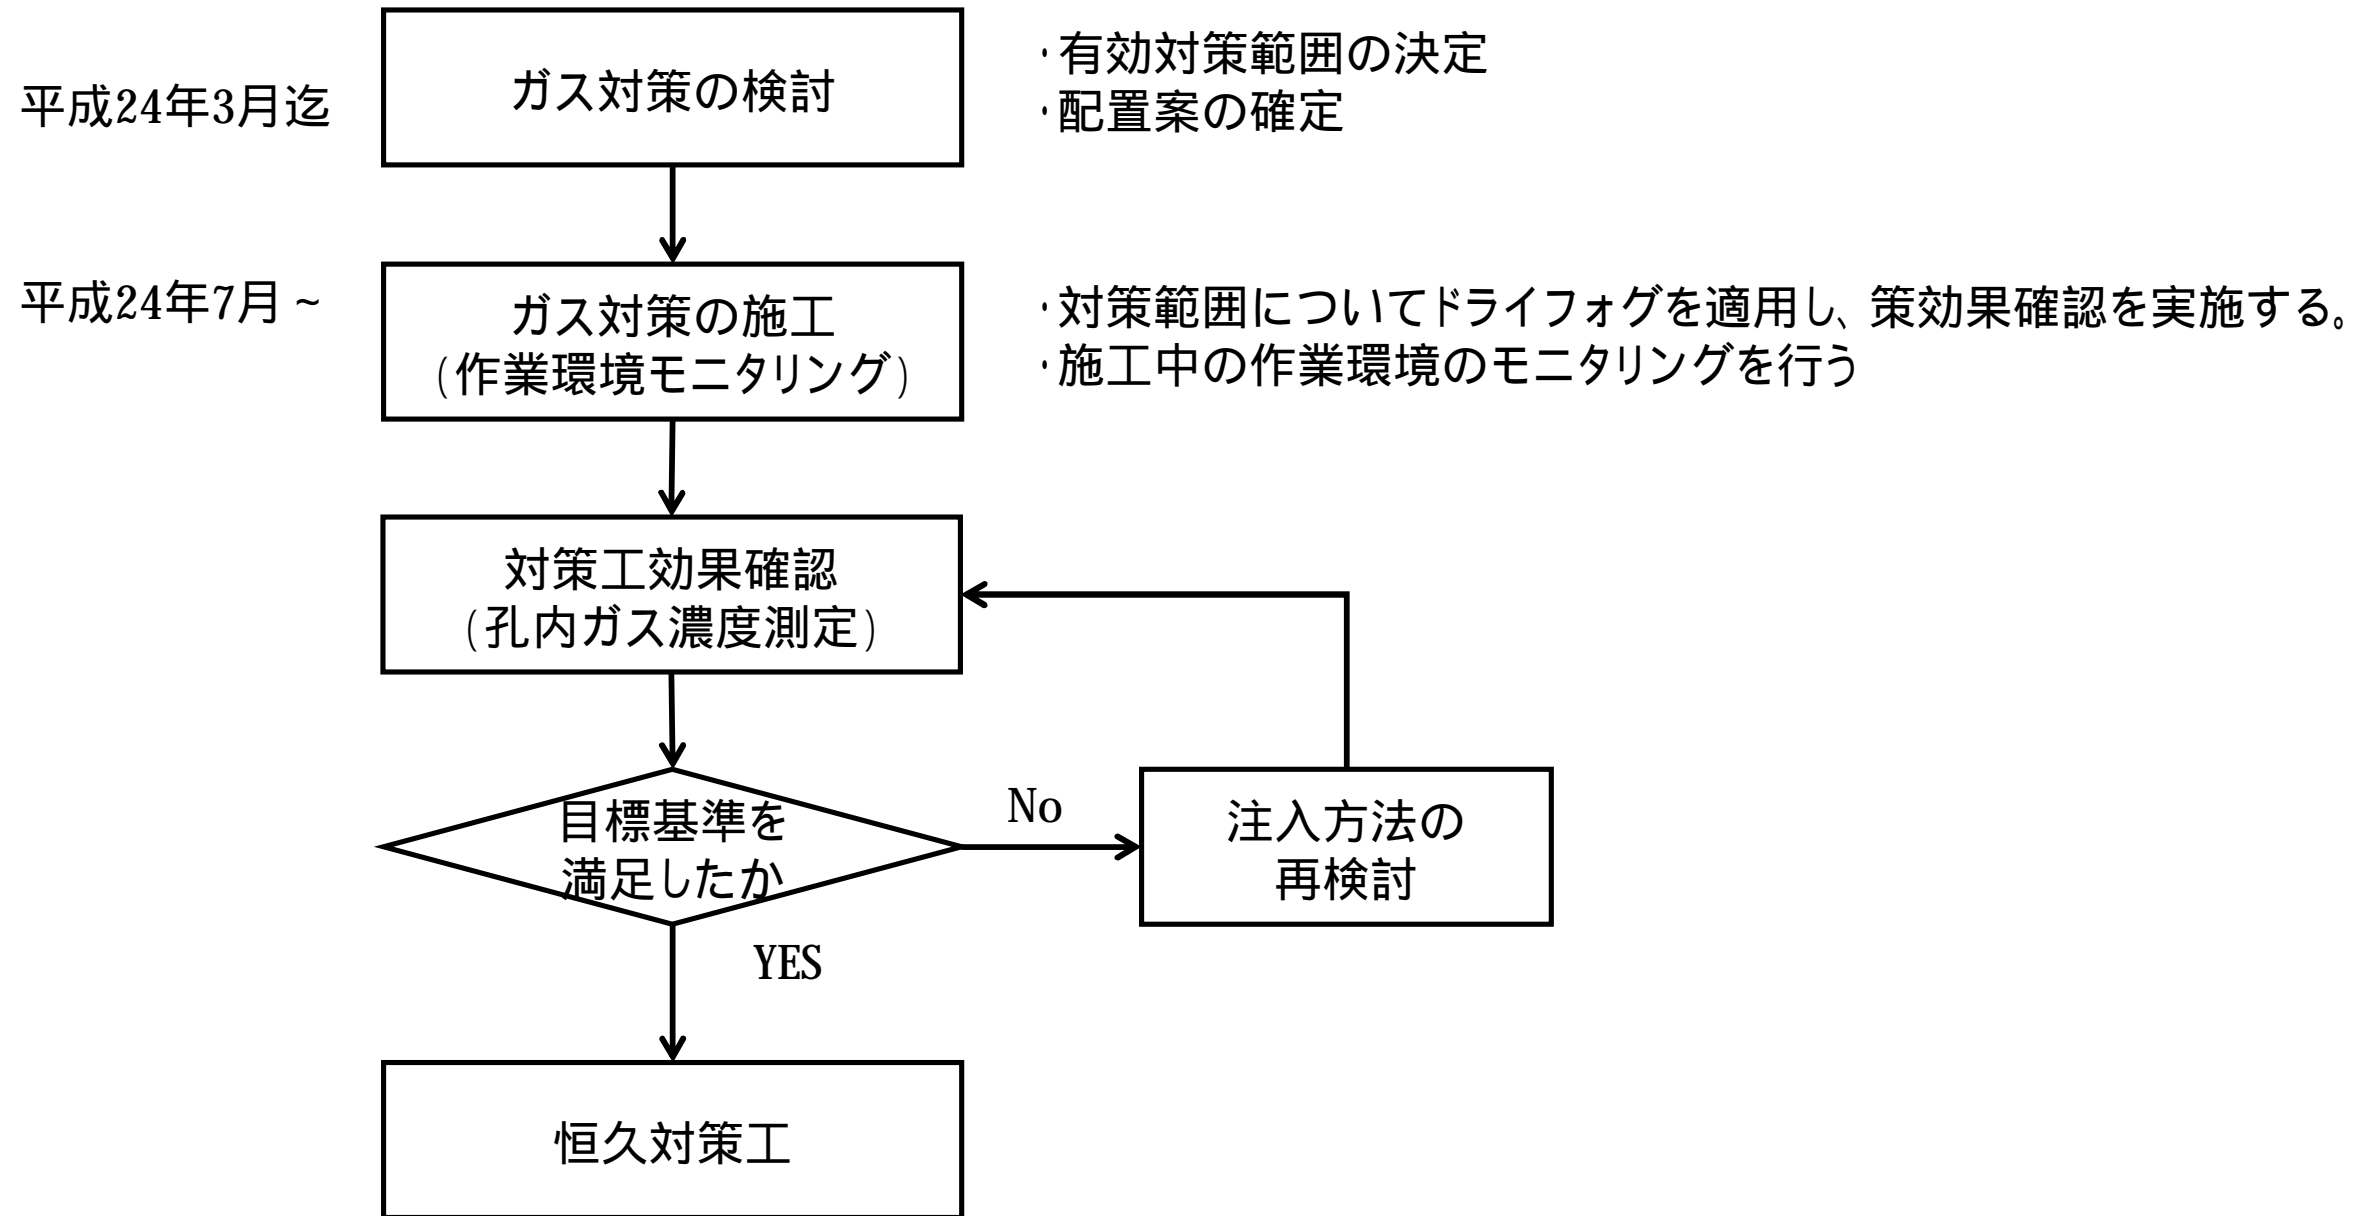 平成24年3月迄
ガス対策の検討
・有効対策範囲の決定
・配置案の確定
平成24年7月～
ガス対策の施工
（作業環境モニタリング）
・対策範囲についてドライフォグを適用し、策効果確認を実施する。
・施工中の作業環境のモニタリングを行う
対策工効果確認
（孔内ガス濃度測定）
目標基準を
満足したか
No
注入方法の
再検討
YES
恒久対策工